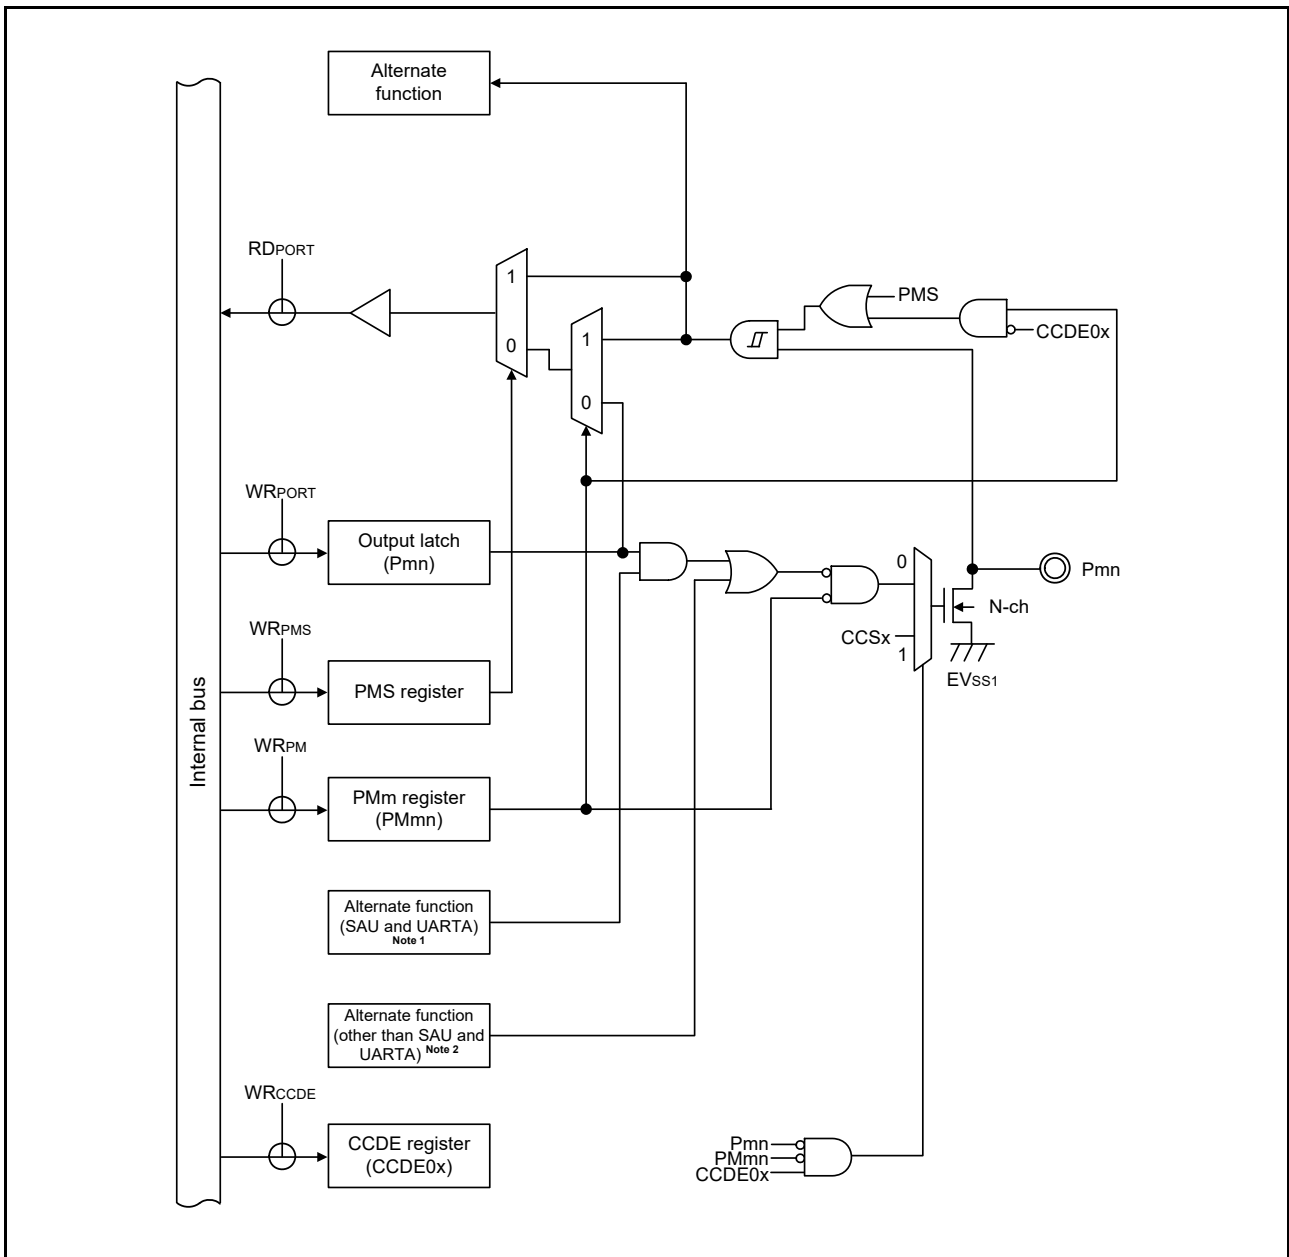 Alternate
function
RDPORT
1
0
1
0
PMS
CCDE0x
WRPORT
Output latch
(Pmn)
0
Pmn
N-ch
CCSx
1
EVSS1
WRPMS
PMS register
Internal bus
WRPM
PMm register
(PMmn)
Alternate function
(SAU and UARTA)
Note 1
Alternate function
(other than SAU and
UARTA) Note 2
WRCCDE
CCDE register
(CCDE0x)
Pmn
PMmn
CCDE0x